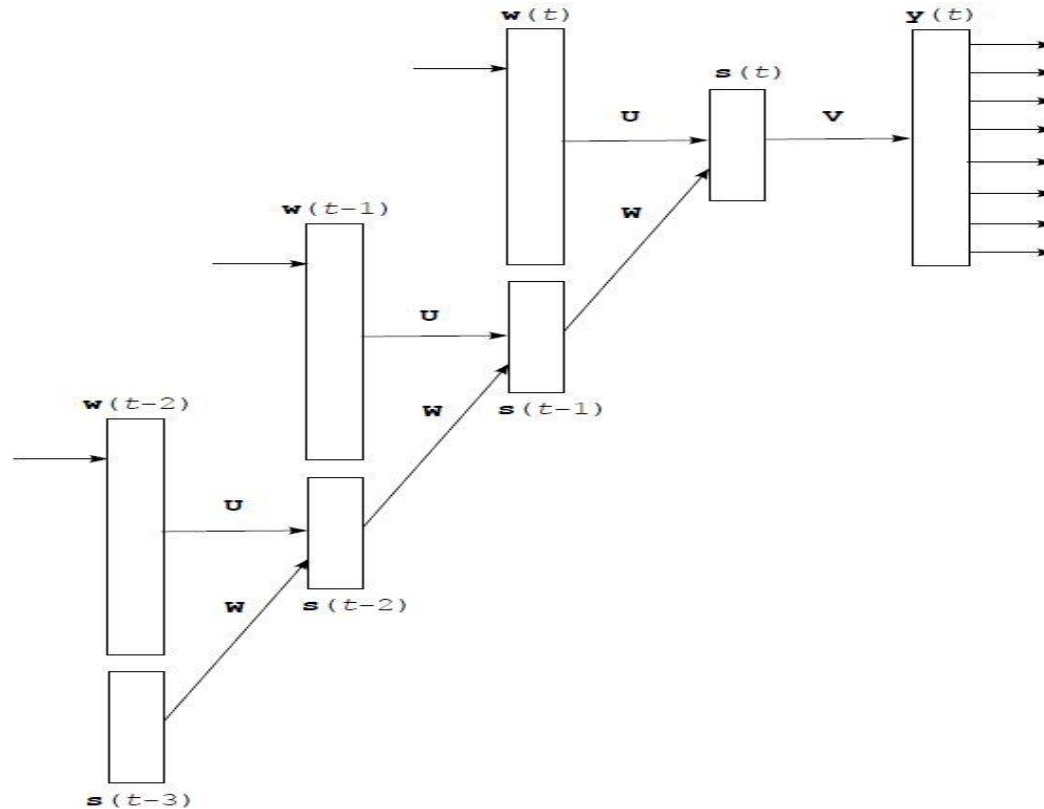 w(t)
y(t)
s(t)
U
V
W
w(t-1)
U
W
s(t-1)
w(t-2)
U
W
s(t-2)
s(t-3)